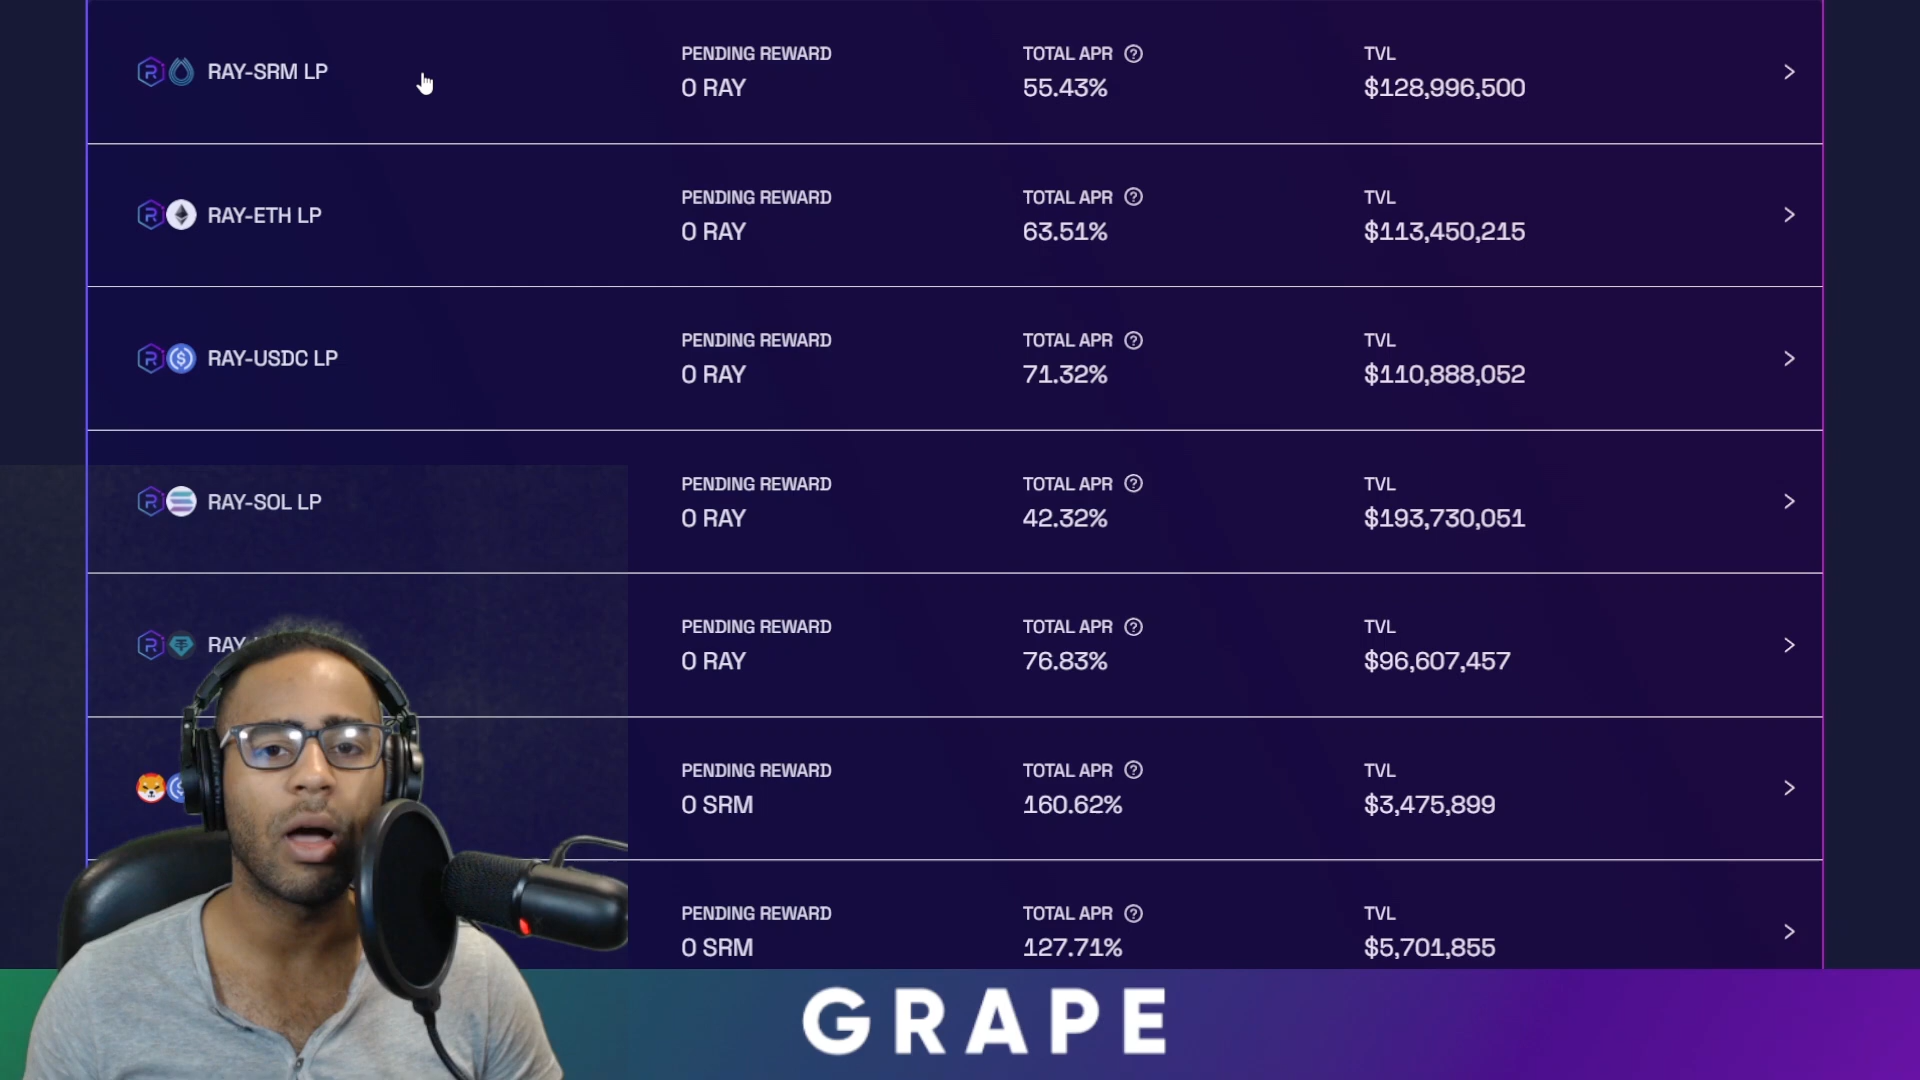 RAY-SRM LP
PENDING REWARD
0 RAY
TOTAL APR
55.43%
TVL
$128,996,500
RAY-ETH LP
PENDING REWARD
0 RAY
TOTAL APR
63.51%
TVL
$113,450,215
RAY-USDC LP
PENDING REWARD
0 RAY
TOTAL APR
71.32%
TVL
$110,888,052
RAY-SOL LP
PENDING REWARD
0 RAY
TOTAL APR
42.32%
TVL
$193,730,051
RAY-
PENDING REWARD
0 RAY
TOTAL APR
76.83%
TVL
$96,607,457
PENDING REWARD
0 SRM
TOTAL APR
160.62%
TVL
$3,475,899
PENDING REWARD
0 SRM
TOTAL APR
127.71%
TVL
$5,701,855
GRAPE